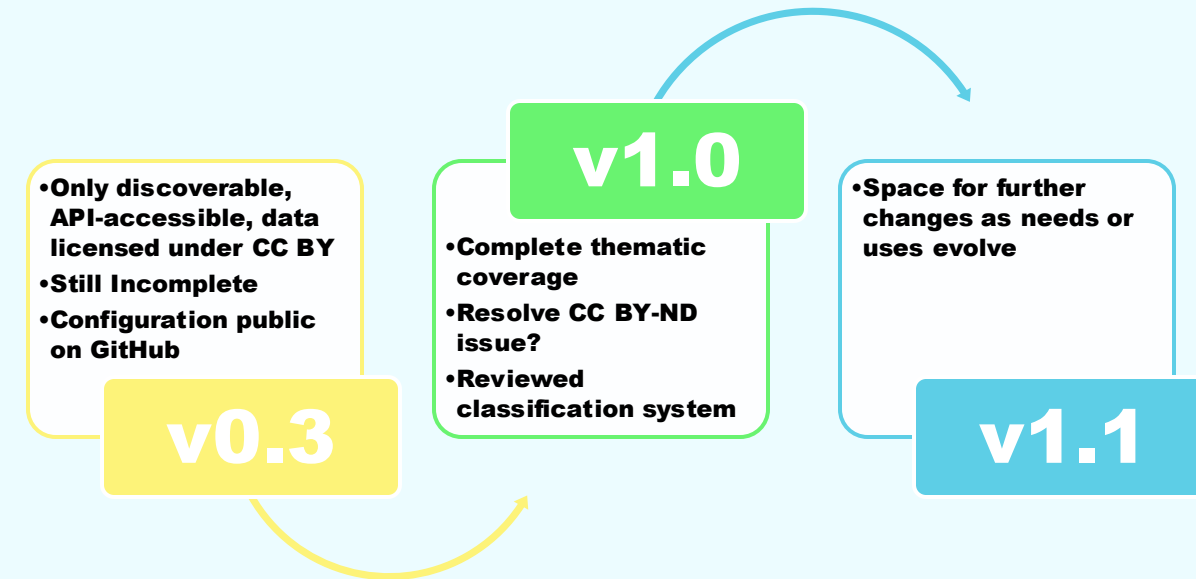 •Only discoverable,
API-accessible, data
licensed under CC BY
•Still Incomplete
•Configuration public
on GitHub
v0.3
v1.0
•Complete thematic
coverage
•Resolve CC BY-ND
issue?
•Reviewed
classification system
•Space for further
changes as needs or
uses evolve
v1.1